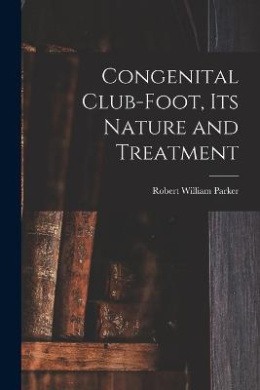 Congenital
Club-Foot, Its
Nature and
Treatment
Robert William Parker